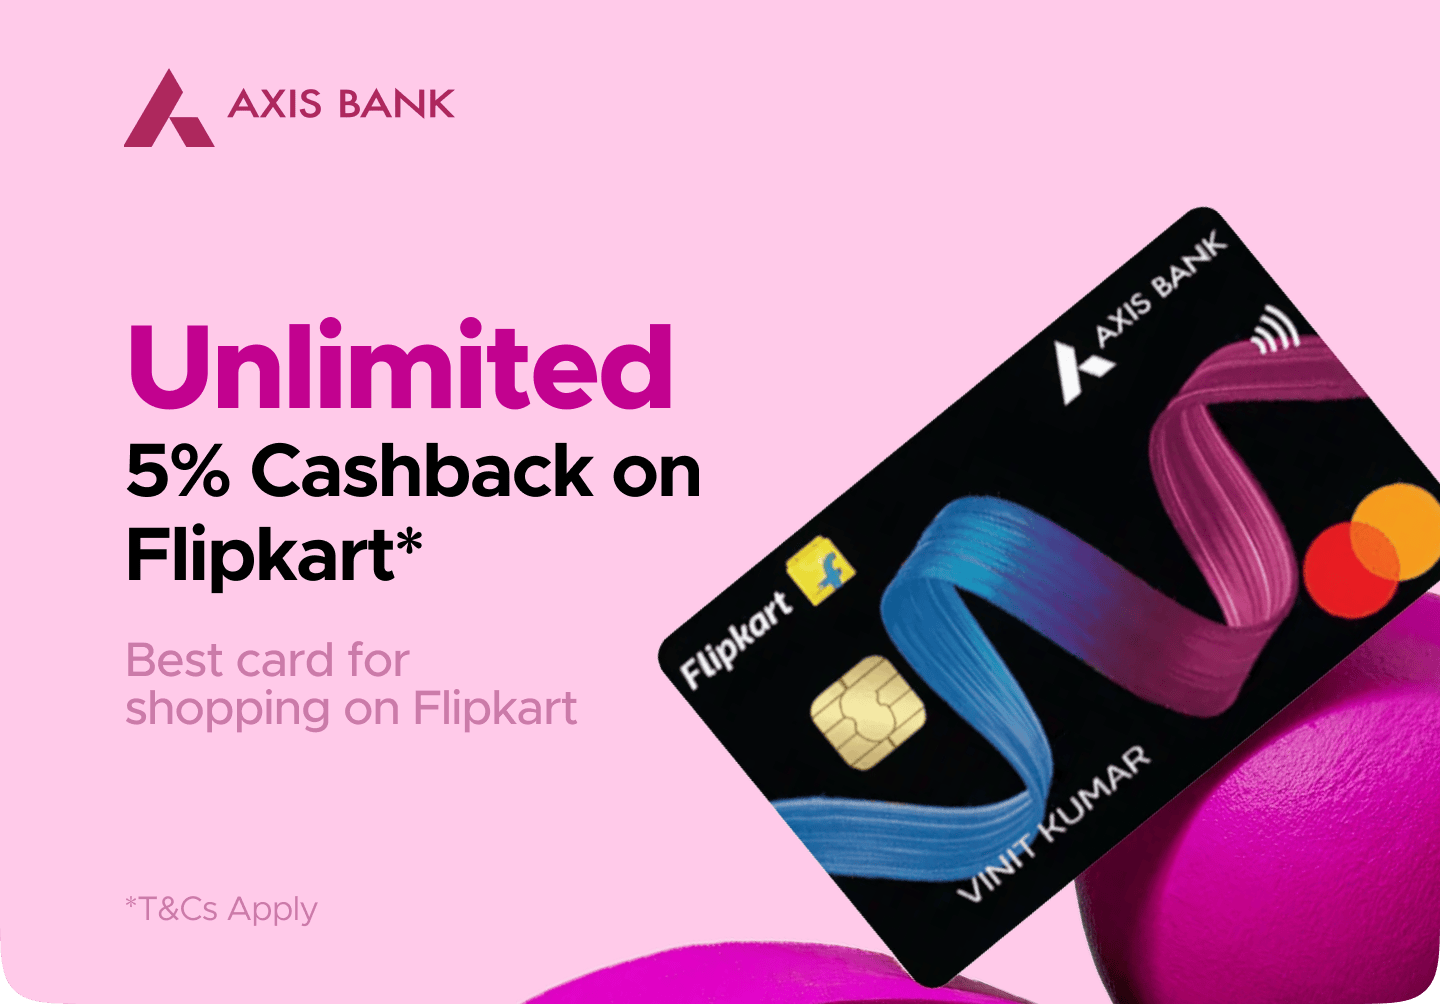 AXIS BANK
Unlimited
5% Cashback on
Flipkart*
Best card for
shopping on Flipkart
*T&Cs Apply
AXIS BANK
Flipkart
VINIT KUMAR